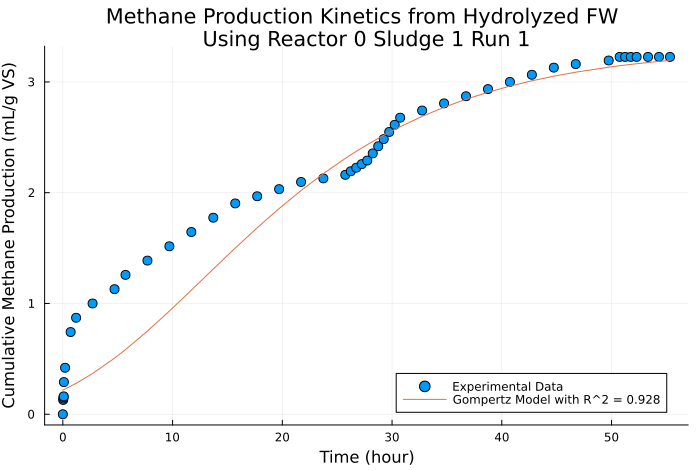 Methane Production Kinetics from Hydrolyzed FW
Using Reactor 0 Sludge 1 Run 1
Cumulative Methane Production (mL/g VS)
3
2
1
0
Experimental Data
Gompertz Model with R^2 = 0.928
0 10 20 30 40 50
Time (hour)